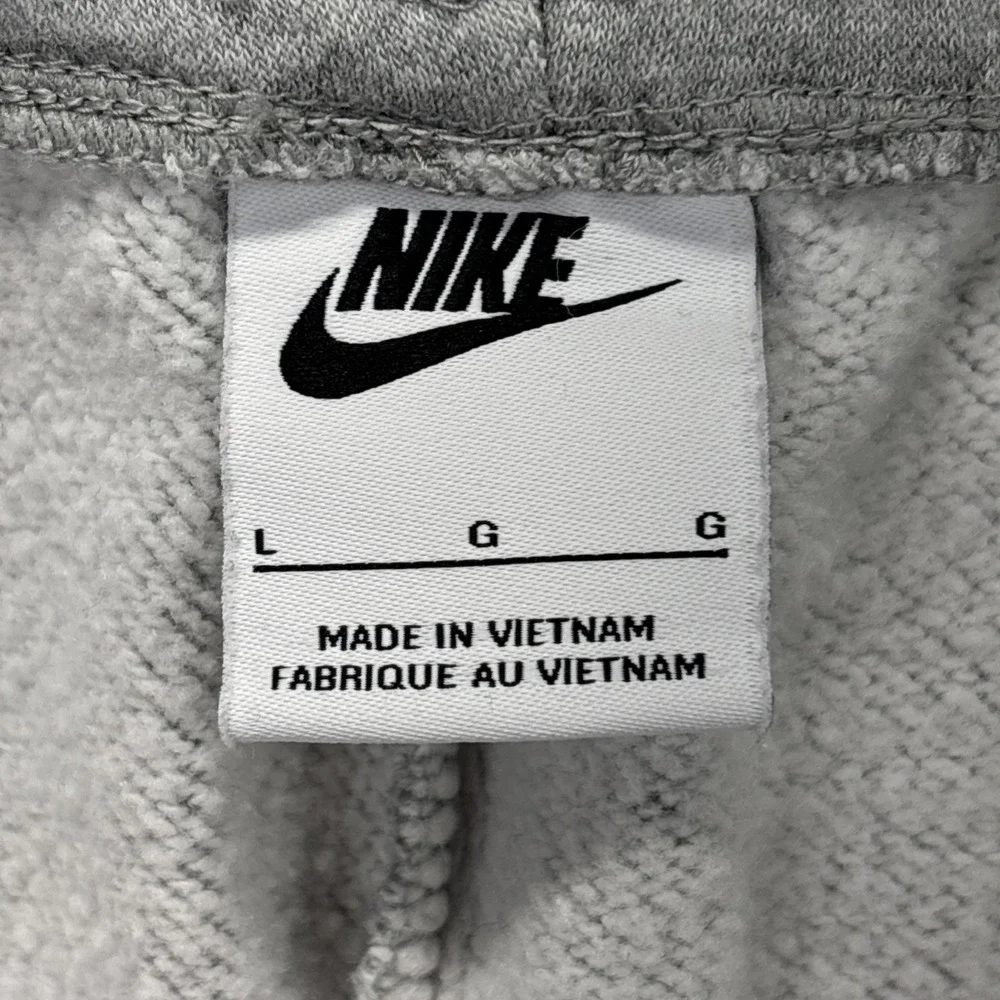 NIKE
L G G
MADE IN VIETNAM
FABRIQUE AU VIETNAM